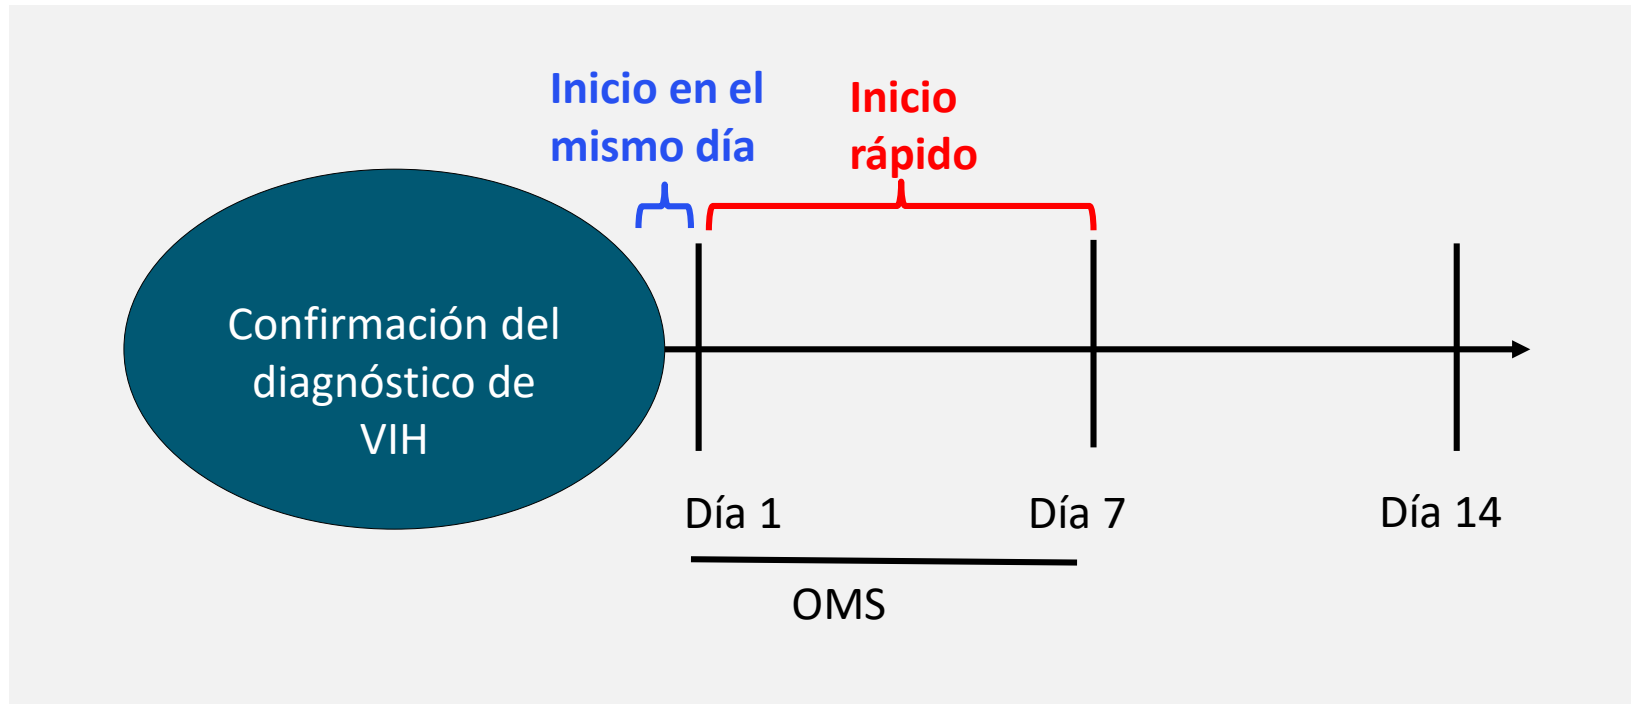 Inicio en el
mismo día
Inicio
rápido
Confirmación del
diagnóstico de
VIH
Día 1
Día 7
Día 14
OMS